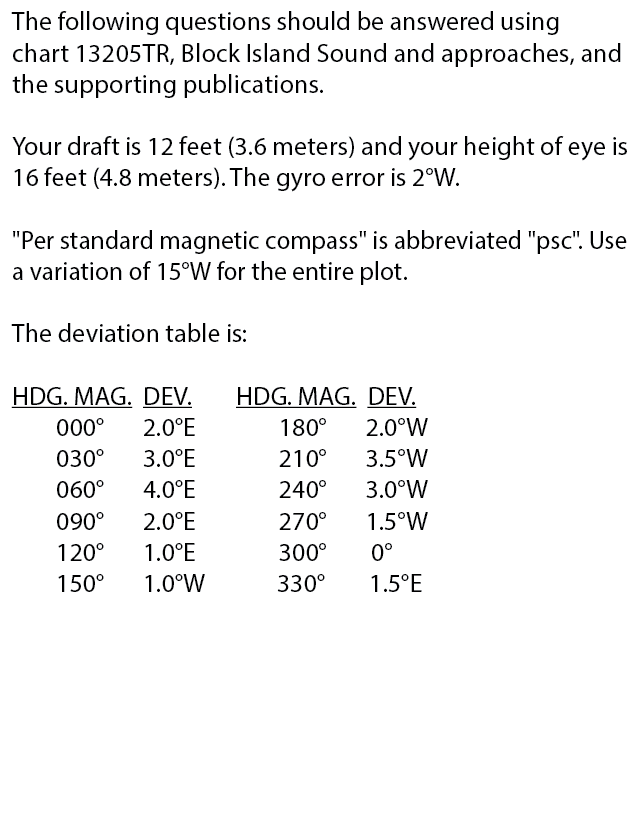 The following questions should be answered using
chart 13205TR, Block Island Sound and approaches, and
the supporting publications.
Your draft is 12 feet (3.6 meters) and your height of eye is
16 feet (4.8 meters). The gyro error is 2°W.
"Per standard magnetic compass" is abbreviated "psc". Use
a variation of 15°W for the entire plot.
The deviation table is:
HDG. MAG. DEV. HDG. MAG. DEV.
000° 2.0°E 180° 2.0°W
030° 3.0°E 210° 3.5°W
060° 4.0°E 240° 3.0°W
090° 2.0°E 270° 1.5°W
120° 1.0°E 300° 0°
150° 1.0°W 330° 1.5°E